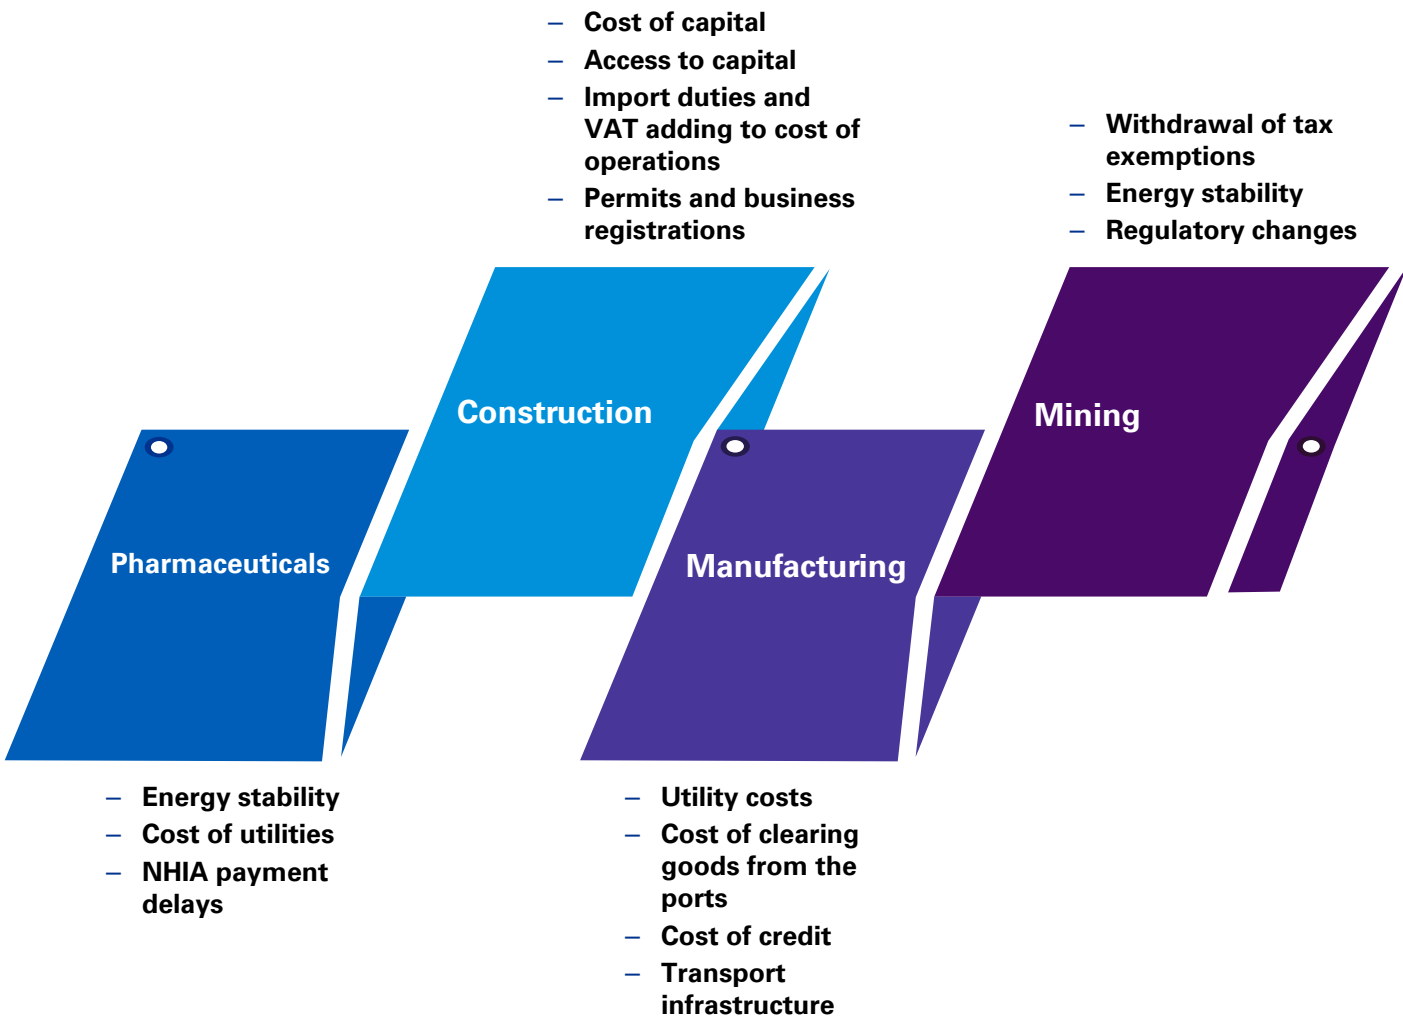 – Cost of capital
– Access to capital
– Import duties and
VAT adding to cost of
operations
– Permits and business
registrations
– Withdrawal of tax
exemptions
– Energy stability
– Regulatory changes
Construction
Mining
Pharmaceuticals
Manufacturing
– Energy stability
– Cost of utilities
– NHIA payment
delays
– Utility costs
– Cost of clearing
goods from the
ports
– Cost of credit
– Transport
infrastructure